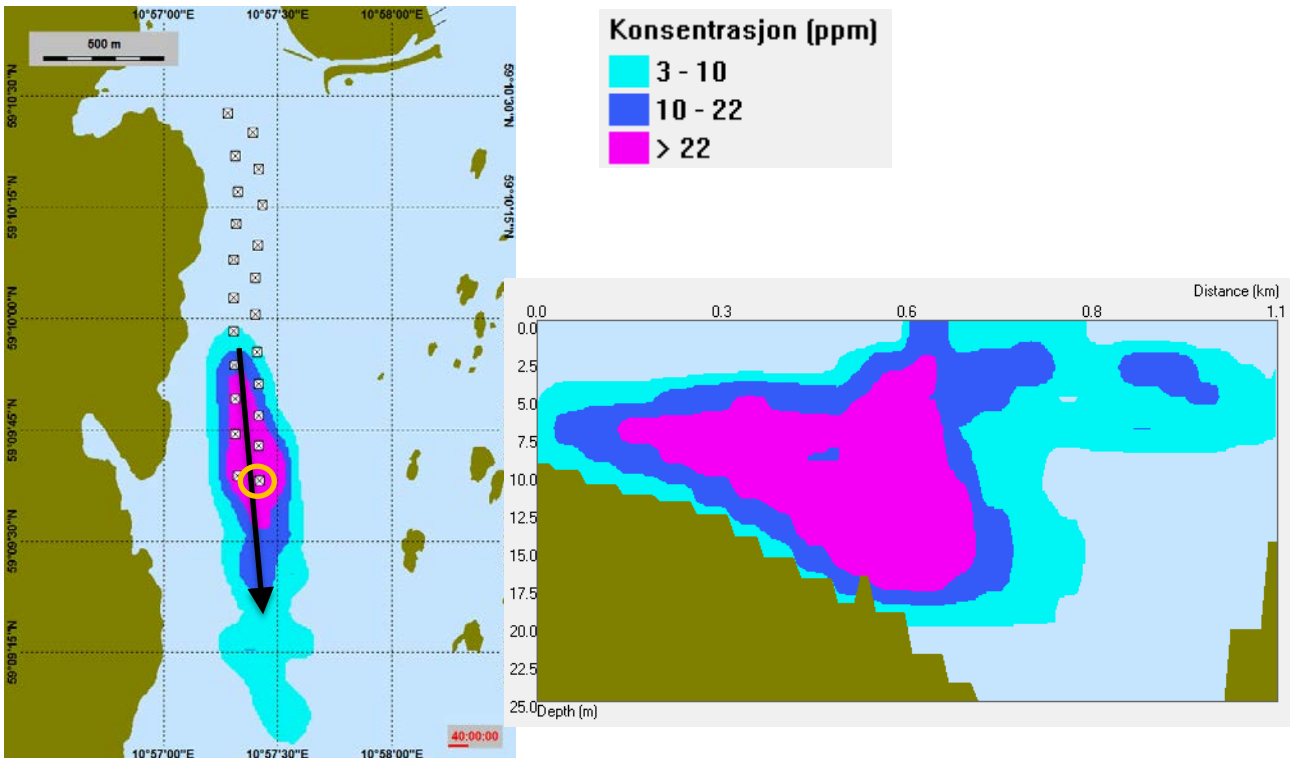 10°57'00"E 10°57'30"E 10°58'00"E
500 m
59°10'30"N 59°10'30"N
59°10'15"N 59°10'15"N
59°10'00"N
59°09'45"N
59°09'30"N
59°09'15"N
40:00:00
10°57'00"E 10°57'30"E 10°58'00"E
Konsentrasjon (ppm)
3 - 10
10 - 22
> 22
Distance (km)
0.0 0.3 0.6 0.8 1.1
0.0
2.5
5.0
7.5
10.0
12.5
15.0
17.5
20.0
22.5
25.0
Depth (m)